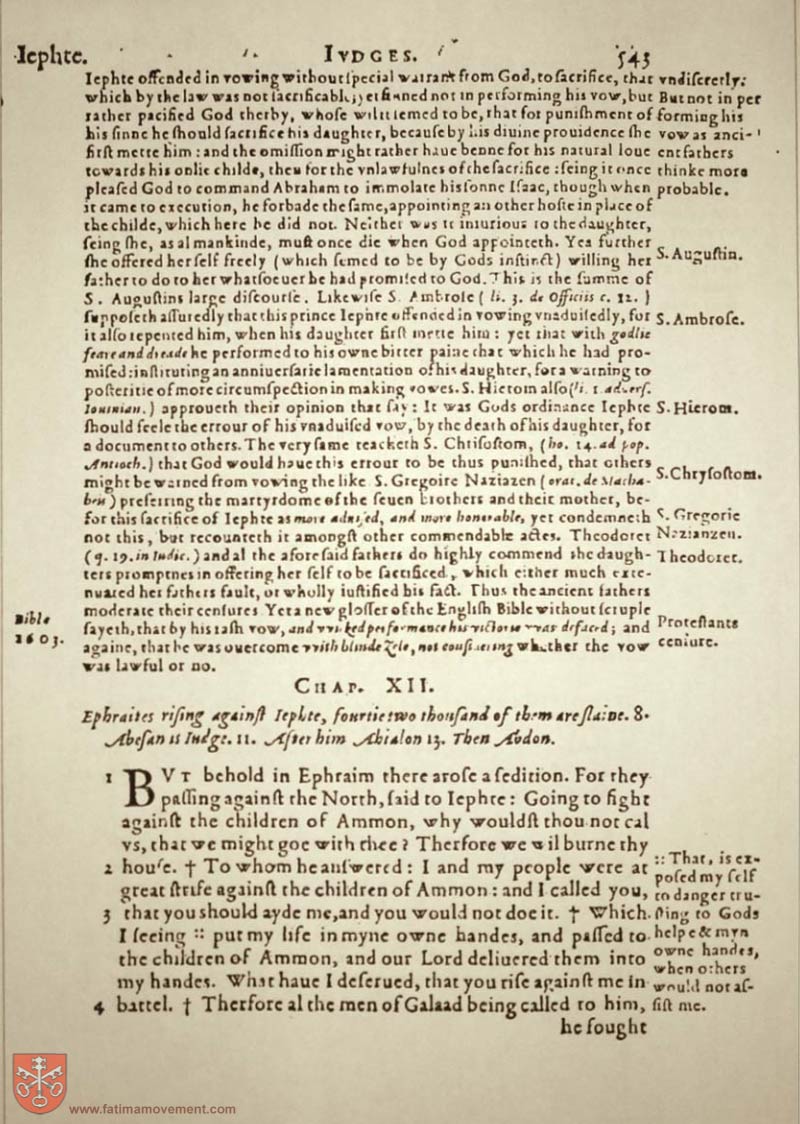 Iephte.
IVDGES.
543
Iephte offended in vowing without special warrant from God, to sacrifice, that
which by the law was not sacrificable; yet sinned not in performing his vow, but
rather pacified God therby, whose wil it semed to be, that for punishment of
his sinne he should sacrifice his daughter, because by his diuine prouidence she
first mette him: and the omission might rather haue benne for his natural loue
towards his onlie childe, then for the vnlawfulnes of the sacrifice: seing it once
pleased God to command Abraham to immolate his sonne Isaac, though when
it came to execution, he forbade the same, appointing an other hoste in place of
the childe, which here he did not. Neither was it iniurious to the daughter,
seing she, as al mankinde, must once die when God appointeth. Yea further
she offered her self freely (which semed to be by Gods instinct) willing her
father to do to her whatsoeuer he had promised to God. This is the summe of
S. Augustins large discourse. Likewise S. Ambrose (li. 3. de Officiis c. 12.)
supposeth assuredly that this prince Iephte offended in vowing vnaduisedly, for
it also repented him, when his daughter first mette him: yet that with godlie
feare and dreade he performed to his owne bitter paine that which he had pro-
mised: instituting an anniuersarie lamentation of his daughter, for a warning to
posteritie of more circumspection in making vowes. S. Hierom also (li. 1 aduers.
Iouinian.) approueth their opinion that say: It was Gods ordinance Iephte
should feele the errour of his vnaduised vow, by the death of his daughter, for
a document to others. The very same teacheth S. Chrisostom, (ho. 14. ad pop.
Antioch.) that God would haue this errour to be thus punished, that others
might be warned from vowing the like S. Gregoire Naziazen (orat. de Macha-
beis) preferring the martyrdome of the seuen brothers and their mother, be-
for this sacrifice of Iephte as more aduised, and more honorable, yet condemneth
not this, but recounteth it amongst other commendable actes. Theodoret
(q. 19. in Iudic.) and al the aforesaid fathers do highly commend the daugh-
ters promptnes in offering her self to be sacrificed, which either much exte-
nuated her fathers fault, or wholly iustified his fact. Thus the ancient fathers
moderate their censures Yet a new glosser of the English Bible without scruple
sayeth, that by his rash vow, and wicked performance his victorie was defaced; and
againe, that he was ouercome with blinde zele, not considering whether the vow
was lawful or no.
vndiscretly:
But not in per
forming his
vow as anci-
ent fathers
thinke more
probable.
S. Augustin.
S. Ambrose.
S. Hierom.
S. Chrysostom.
S. Gregorie
Nazianzen.
Theodoret.
Protestants
censure.
Bible
1603.
CHAP. XII.
Ephraites rising against Iephte, fourtie two thousand of them are slaine. 8.
Abesan is Iudge. 11. After him Ahialon 13. Then Abdon.
1 BVT behold in Ephraim there arose a sedition. For they
passing against the North, said to Iephte: Going to fight
against the children of Ammon, why wouldst thou not cal
vs, that we might goe with thee? Therfore we wil burne thy
2 house. † To whom he answered: I and my people were at
great strife against the children of Ammon: and I called you,
3 that you should ayde me, and you would not doe it. † Which
I seeing :: put my life in myne owne handes, and passed to
the children of Ammon, and our Lord deliuered them into
my handes. What haue I deserued, that you rise against me in
4 battel. † Therfore al the men of Galaad being called to him,
he fought
:: That, is ex-
posed my self
to danger tru-
sting to Gods
helpe & myn
owne handes,
when others
would not as-
sist me.
www.fatimamovement.com